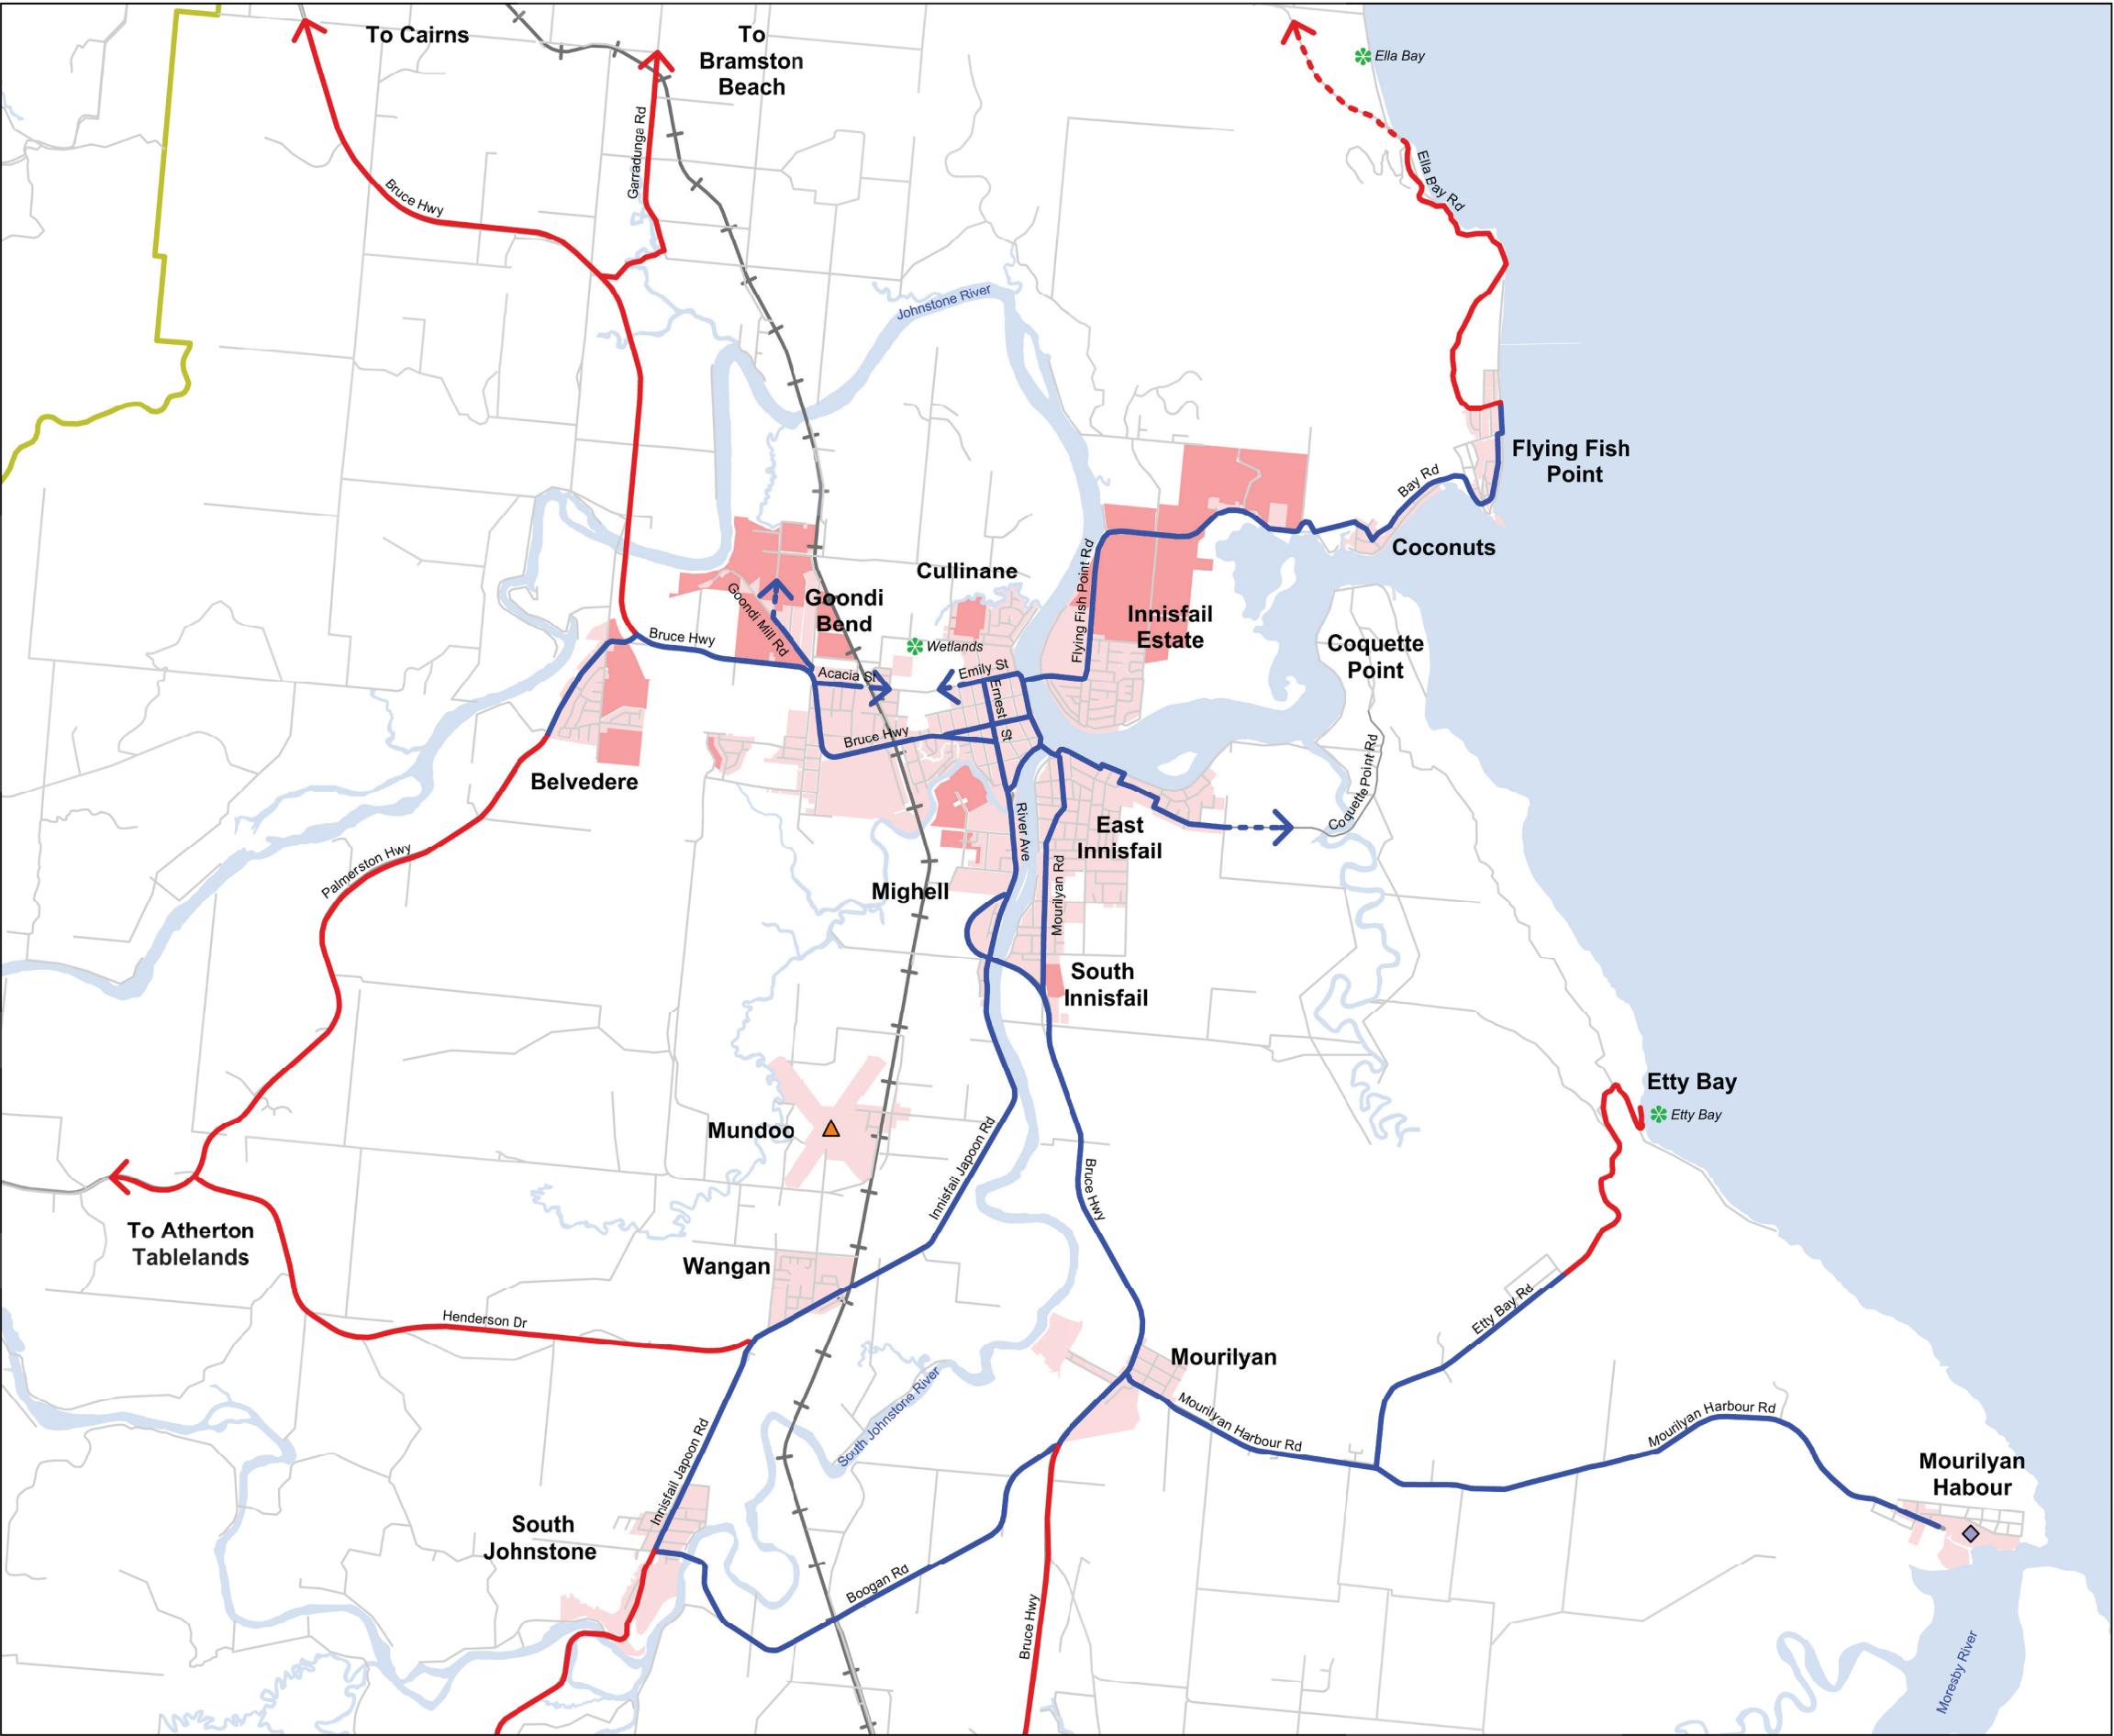 To Cairns
To
Bramston
Beach
Ella Bay
Garradunga Rd
Bruce Hwy
Ella Bay Rd
Johnstone River
Flying Fish
Point
Bay Rd
Coconuts
Cullinane
Flying Fish Point Rd
Goondi Mill Rd
Goondi
Bend
Innisfail
Estate
Bruce Hwy
Wetlands
Coquette
Point
Acacia St
Emily St
Ernest St
Bruce Hwy
Coquette Point Rd
Belvedere
River Ave
East
Innisfail
Palmerston Hwy
Mighell
Mourilyan Rd
South
Innisfail
Etty Bay
Etty Bay
Mundoo
Innisfail Japoon Rd
Bruce Hwy
To Atherton
Tablelands
Wangan
Henderson Dr
Etty Bay Rd
Mourilyan
South Johnstone River
Mourilyan Harbour Rd
Mourilyan Harbour Rd
Innisfail Japoon Rd
Mourilyan
Habour
South
Johnstone
Boogan Rd
Bruce Hwy
Moresby River